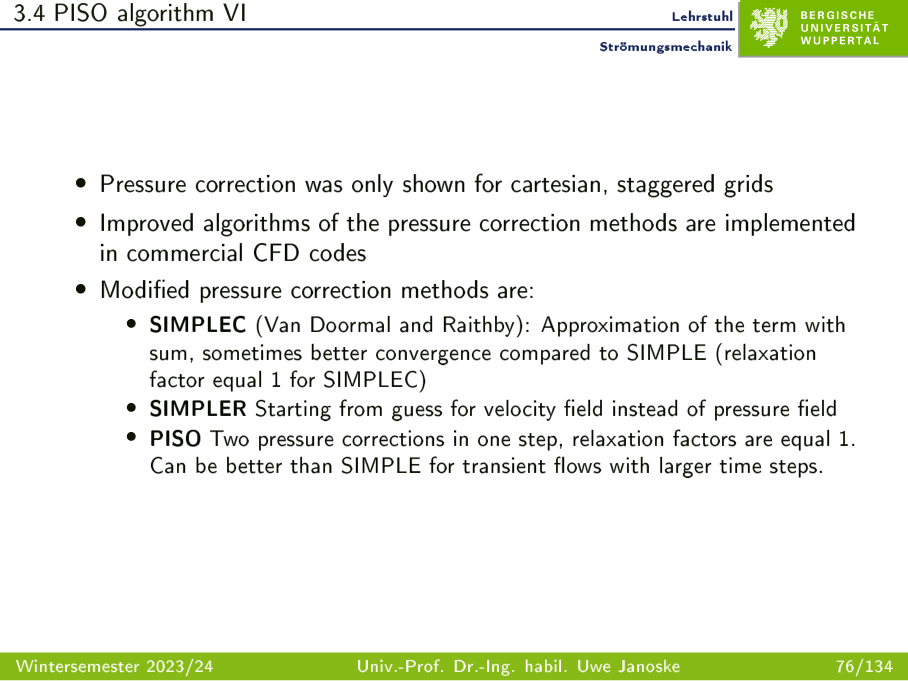 3.4 PISO algorithm VI
Lehrstuhl
Strömungsmechanik
BERGISCHE
UNIVERSITÄT
WUPPERTAL
• Pressure correction was only shown for cartesian, staggered grids
• Improved algorithms of the pressure correction methods are implemented
in commercial CFD codes
• Modified pressure correction methods are:
• SIMPLEC (Van Doormal and Raithby): Approximation of the term with
sum, sometimes better convergence compared to SIMPLE (relaxation
factor equal 1 for SIMPLEC)
• SIMPLER Starting from guess for velocity field instead of pressure field
• PISO Two pressure corrections in one step, relaxation factors are equal 1.
Can be better than SIMPLE for transient flows with larger time steps.
Wintersemester 2023/24
Univ.-Prof. Dr.-Ing. habil. Uwe Janoske
76/134